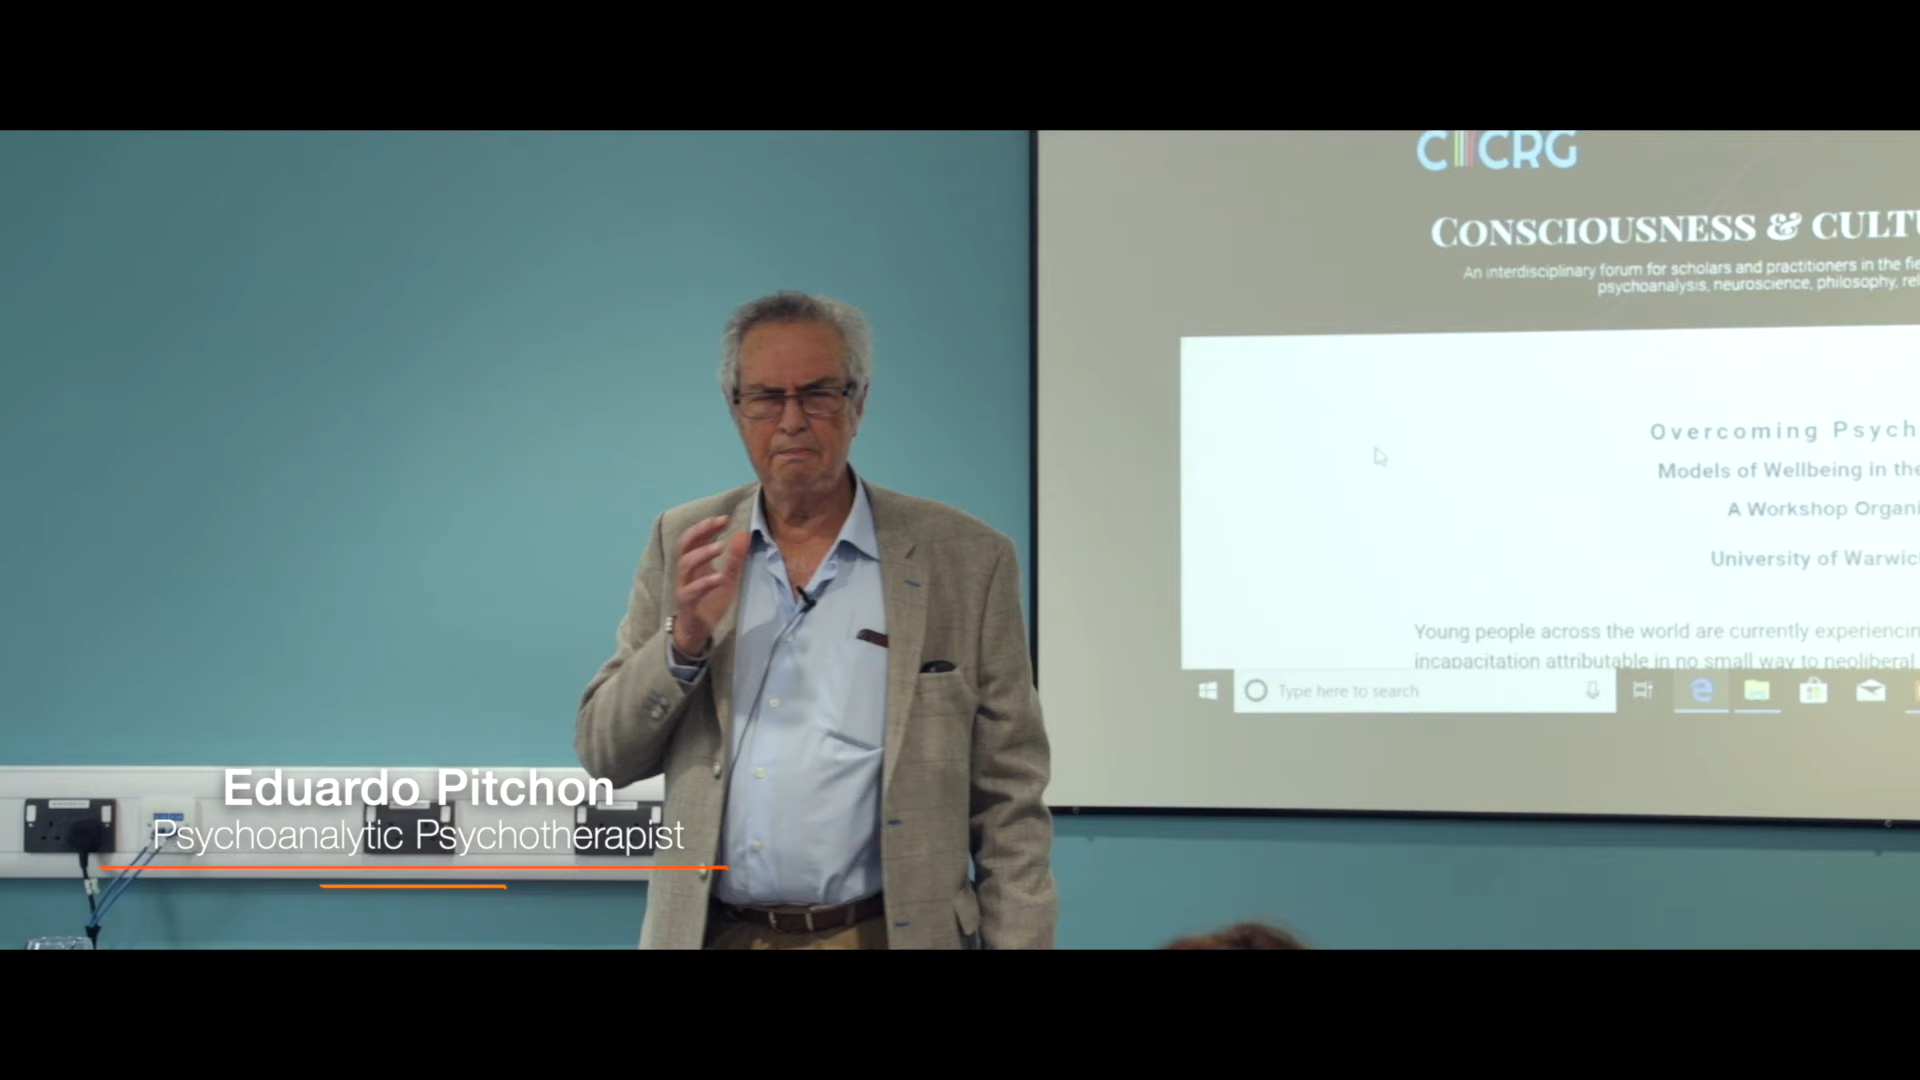 CCRG
CONSCIOUSNESS & CULTU
An interdisciplinary forum for scholars and practitioners in the fie
psychoanalysis, neuroscience, philosophy, rel
Overcoming Psych
Models of Wellbeing in the
A Workshop Organi
University of Warwic
Young people across the world are currently experiencin
incapacitation attributable in no small way to neoliberal
Type here to search
Eduardo Pitchon
Psychoanalytic Psychotherapist